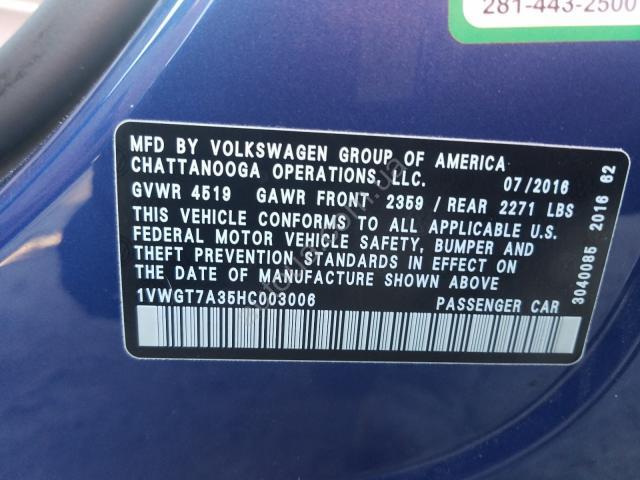 281-443-2500
MFD BY VOLKSWAGEN GROUP OF AMERICA
CHATTANOOGA OPERATIONS, LLC. 07/2016
GVWR 4519 GAWR FRONT 2359 / REAR 2271 LBS
THIS VEHICLE CONFORMS TO ALL APPLICABLE U.S.
FEDERAL MOTOR VEHICLE SAFETY, BUMPER AND
THEFT PREVENTION STANDARDS IN EFFECT ON
THE DATE OF MANUFACTURE SHOWN ABOVE
1VWGT7A35HC003006 PASSENGER CAR
3040085 2016 62